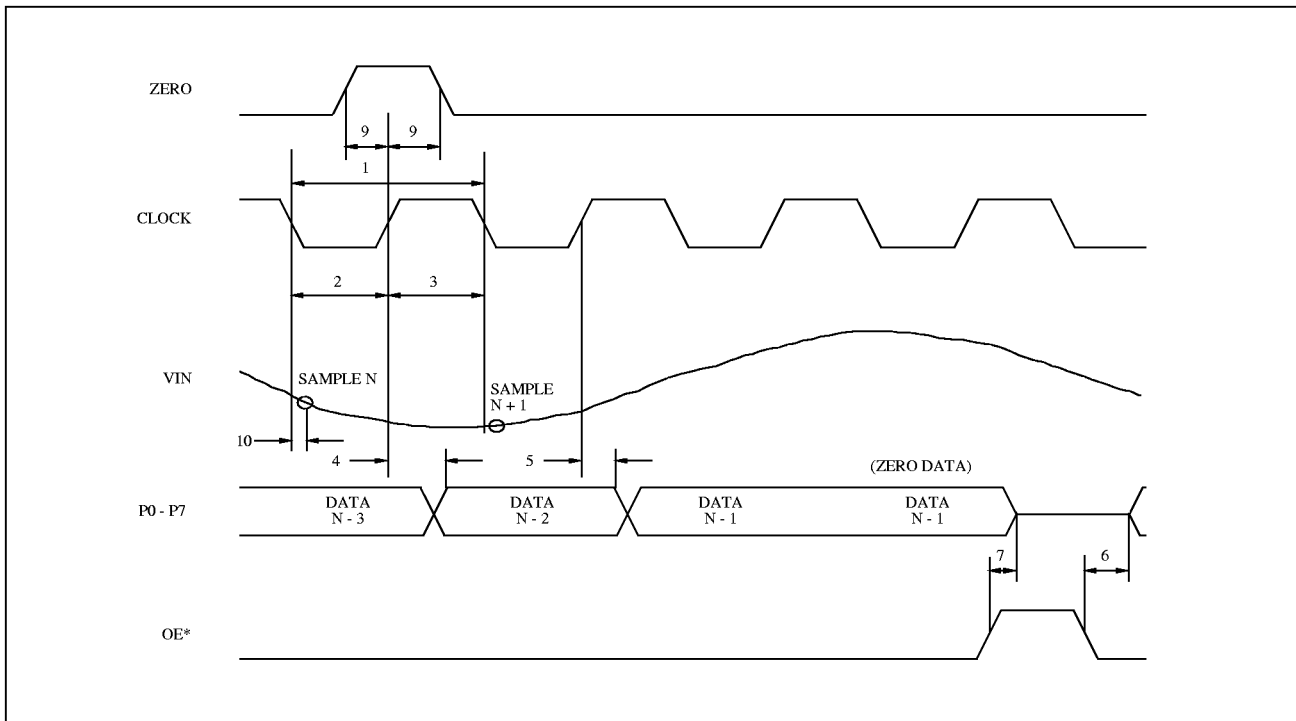 ZERO
9 9
1
CLOCK
2 3
VIN
SAMPLE N
SAMPLE
N + 1
10
4 5
(ZERO DATA)
P0 - P7
DATA DATA DATA DATA
N - 3 N - 2 N - 1 N - 1
7 6
OE*